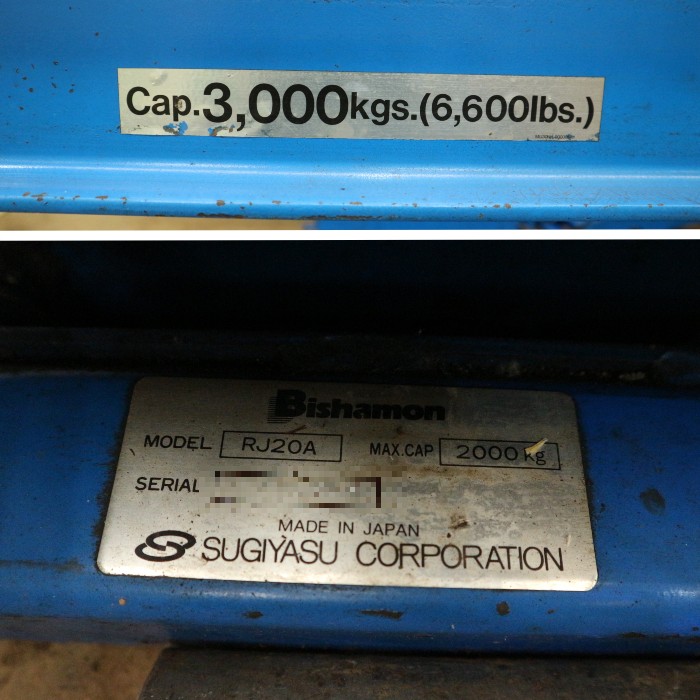 Cap.3,000kgs.(6,600lbs.)
Bishamon
MODEL RJ20A MAX.CAP 2000kg
SERIAL
MADE IN JAPAN
SUGIYASU CORPORATION